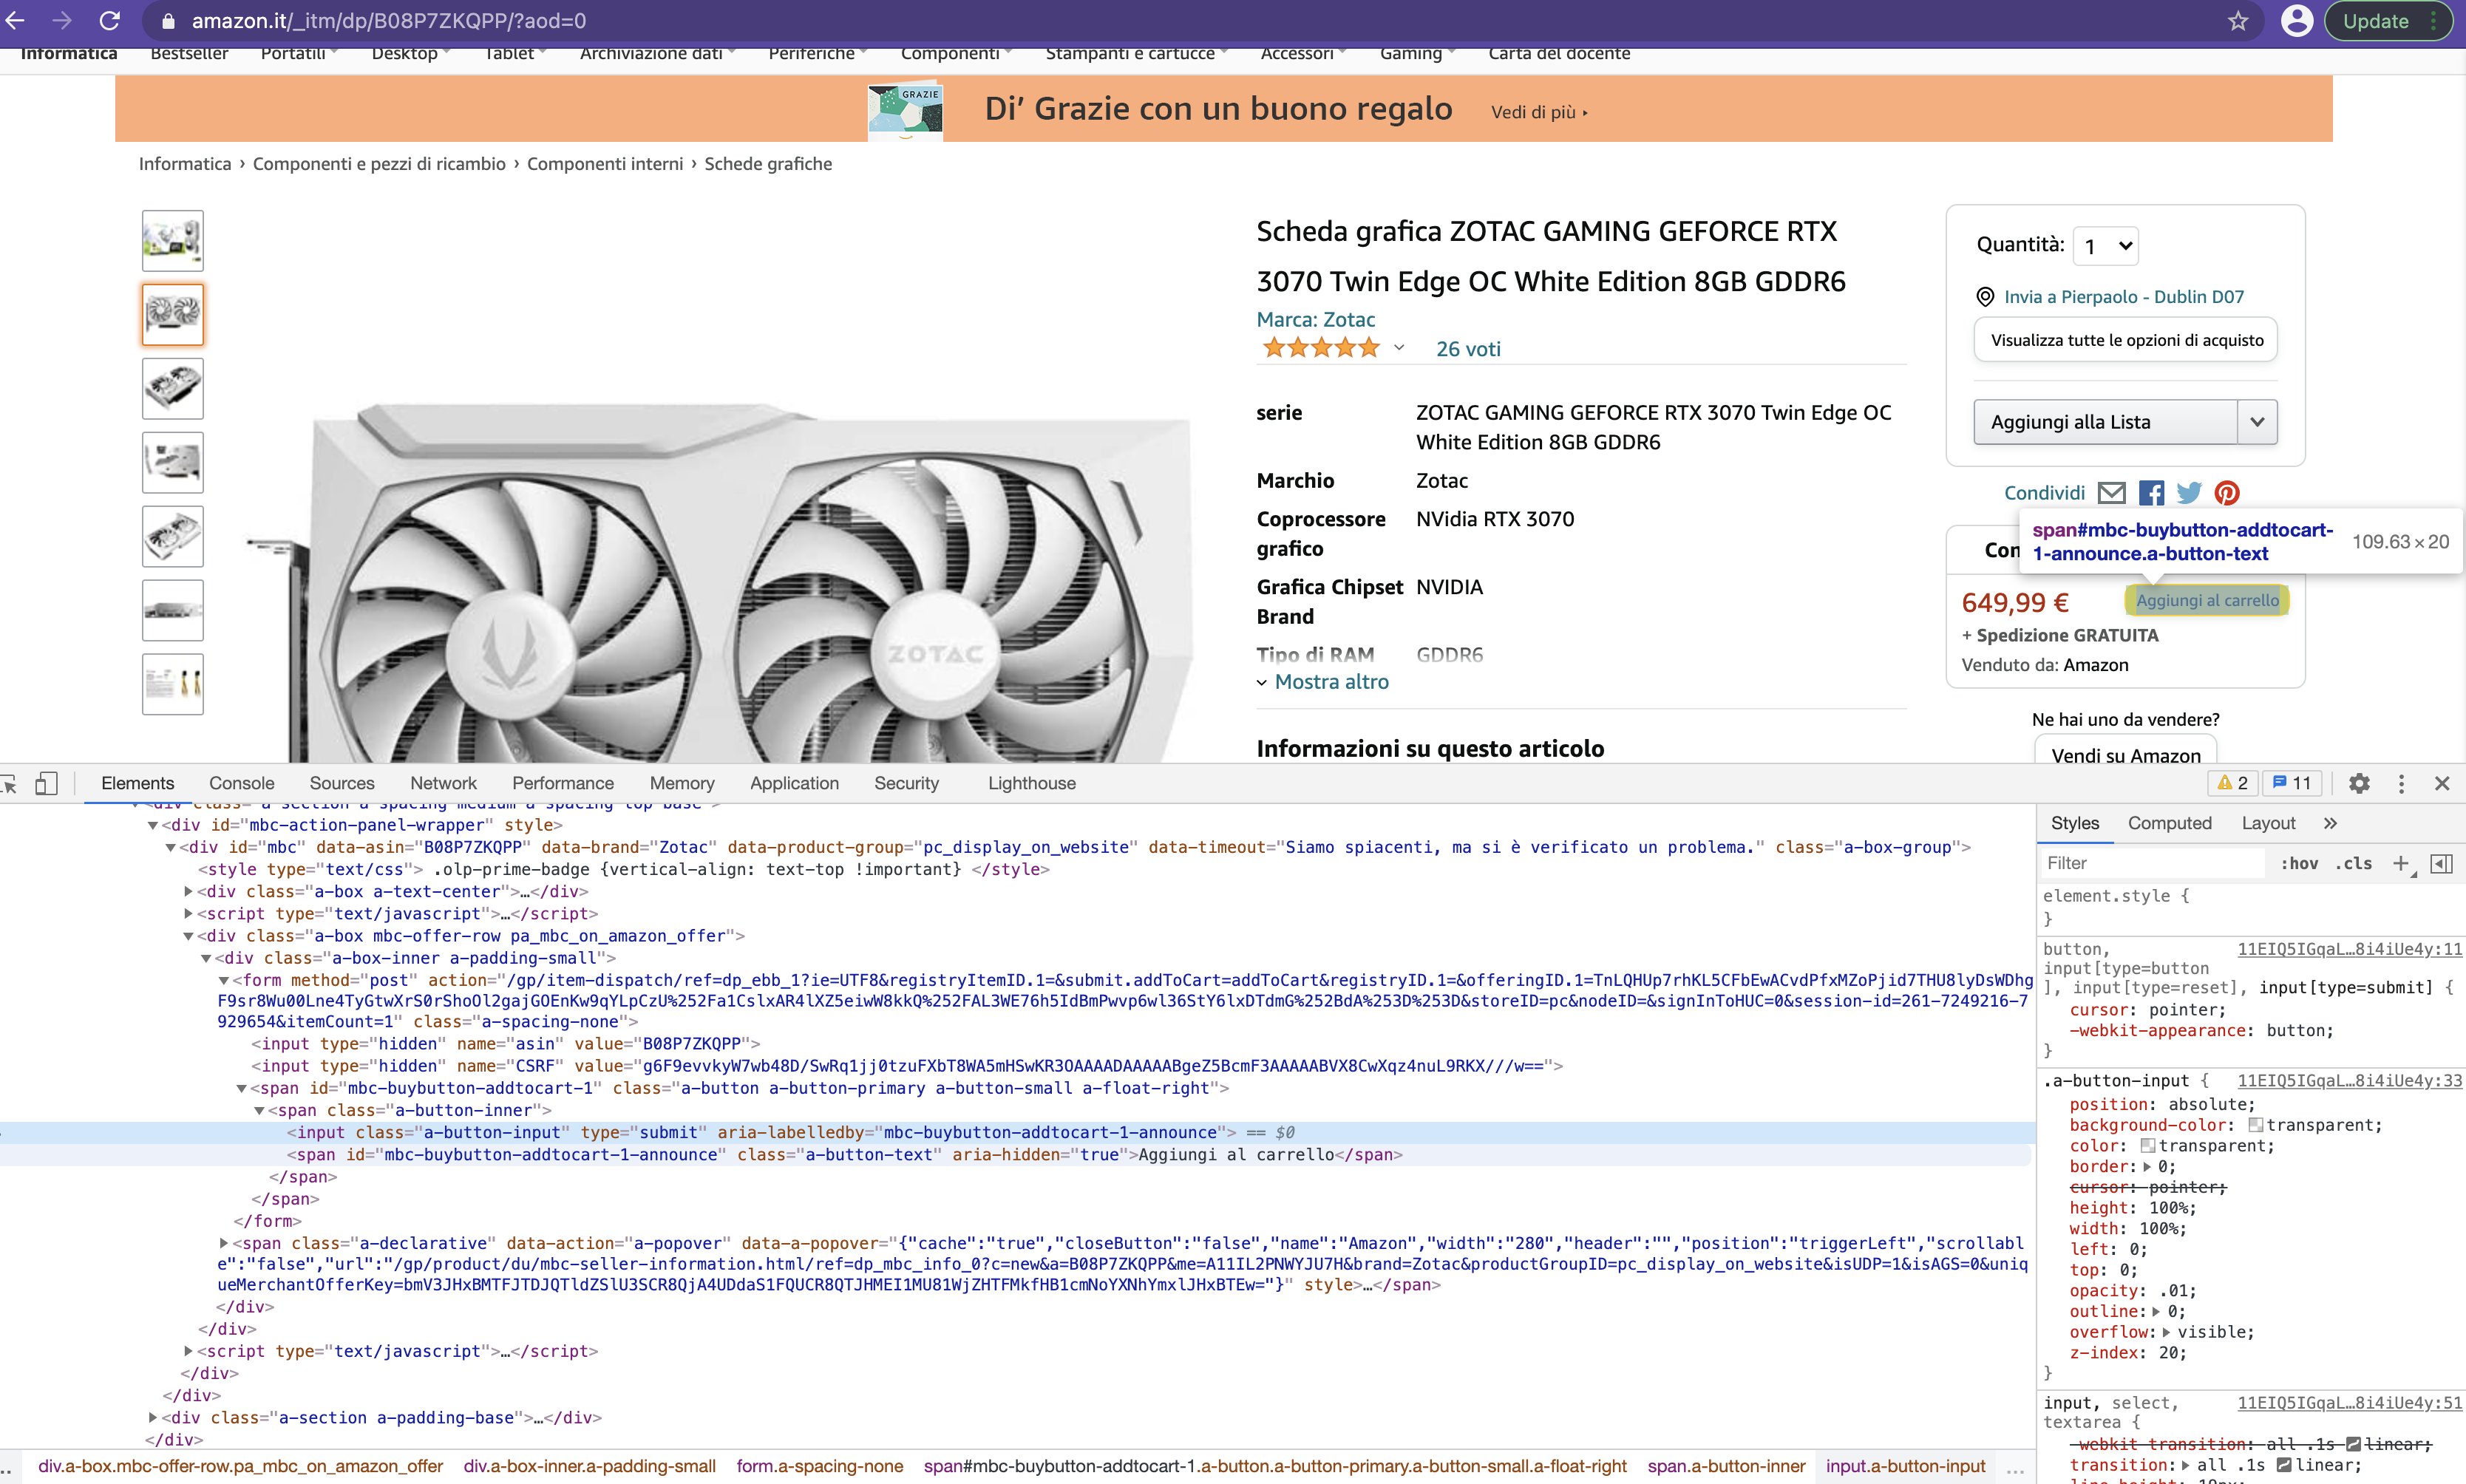 amazon.it/_itm/dp/B08P7ZKQPP/?aod=0
Update
Informatica Bestseller Portatili Desktop Tablet Archiviazione dati Periferiche Componenti Stampanti e cartucce Accessori Gaming Carta del docente
GRAZIE
Di’ Grazie con un buono regalo Vedi di più ▸
Informatica › Componenti e pezzi di ricambio › Componenti interni › Schede grafiche
Scheda grafica ZOTAC GAMING GEFORCE RTX
3070 Twin Edge OC White Edition 8GB GDDR6
Marca: Zotac
26 voti
serie ZOTAC GAMING GEFORCE RTX 3070 Twin Edge OC
White Edition 8GB GDDR6
Marchio Zotac
Coprocessore NVidia RTX 3070
grafico
Grafica Chipset NVIDIA
Brand
Tipo di RAM GDDR6
Mostra altro
Informazioni su questo articolo
ZOTAC
Quantità: 1
Invia a Pierpaolo - Dublin D07
Visualizza tutte le opzioni di acquisto
Aggiungi alla Lista
Condividi
span#mbc-buybutton-addtocart-
1-announce.a-button-text
109.63 × 20
Con
649,99 € Aggiungi al carrello
+ Spedizione GRATUITA
Venduto da: Amazon
Ne hai uno da vendere?
Vendi su Amazon
Elements Console Sources Network Performance Memory Application Security Lighthouse
2 11
<div class="a-section a-spacing-medium a-spacing-top-base">
<div id="mbc-action-panel-wrapper" style>
<div id="mbc" data-asin="B08P7ZKQPP" data-brand="Zotac" data-product-group="pc_display_on_website" data-timeout="Siamo spiacenti, ma si è verificato un problema." class="a-box-group">
<style type="text/css"> .olp-prime-badge {vertical-align: text-top !important} </style>
<div class="a-box a-text-center">…</div>
<script type="text/javascript">…</script>
<div class="a-box mbc-offer-row pa_mbc_on_amazon_offer">
<div class="a-box-inner a-padding-small">
<form method="post" action="/gp/item-dispatch/ref=dp_ebb_1?ie=UTF8&registryItemID.1=&submit.addToCart=addToCart&registryID.1=&offeringID.1=TnLQHUp7rhKL5CFbEwACvdPfxMZoPjid7THU8lyDsWDhg
F9sr8Wu00Lne4TyGtwXrS0rShoOl2gajGOEnKw9qYLpCzU%252Fa1CslxAR4lXZ5eiwW8kkQ%252FAL3WE76h5IdBmPwvp6wl36StY6lxDTdmG%252BdA%253D%253D&storeID=pc&nodeID=&signInToHUC=0&session-id=261-7249216-7
929654&itemCount=1" class="a-spacing-none">
<input type="hidden" name="asin" value="B08P7ZKQPP">
<input type="hidden" name="CSRF" value="g6F9evvkyW7wb48D/SwRq1jj0tzuFXbT8WA5mHSwKR3OAAAADAAAAABgeZ5BcmF3AAAAABVX8CwXqz4nuL9RKX///w==">
<span id="mbc-buybutton-addtocart-1" class="a-button a-button-primary a-button-small a-float-right">
<span class="a-button-inner">
<input class="a-button-input" type="submit" aria-labelledby="mbc-buybutton-addtocart-1-announce"> == $0
<span id="mbc-buybutton-addtocart-1-announce" class="a-button-text" aria-hidden="true">Aggiungi al carrello</span>
</span>
</span>
</form>
<span class="a-declarative" data-action="a-popover" data-a-popover="{"cache":"true","closeButton":"false","name":"Amazon","width":"280","header":"","position":"triggerLeft","scrollabl
e":"false","url":"/gp/product/du/mbc-seller-information.html/ref=dp_mbc_info_0?c=new&a=B08P7ZKQPP&me=A11IL2PNWYJU7H&brand=Zotac&productGroupID=pc_display_on_website&isUDP=1&isAGS=0&uniq
ueMerchantOfferKey=bmV3JHxBMTFJTDJQTldZSlU3SCR8QjA4UDdaS1FQUCR8QTJHMEI1MU81WjZHTFMkfHB1cmNoYXNhYmxlJHxBTEw="}" style>…</span>
</div>
</div>
<script type="text/javascript">…</script>
</div>
</div>
<div class="a-section a-padding-base">…</div>
</div>
.. div.a-box.mbc-offer-row.pa_mbc_on_amazon_offer div.a-box-inner.a-padding-small form.a-spacing-none span#mbc-buybutton-addtocart-1.a-button.a-button-primary.a-button-small.a-float-right span.a-button-inner input.a-button-input ...
Styles Computed Layout »
Filter :hov .cls +
element.style {
}
button, 11EIQ5IGqaL…8i4iUe4y:11
input[type=button
], input[type=reset], input[type=submit] {
cursor: pointer;
-webkit-appearance: button;
}
.a-button-input { 11EIQ5IGqaL…8i4iUe4y:33
position: absolute;
background-color: transparent;
color: transparent;
border: 0;
cursor: pointer;
height: 100%;
width: 100%;
left: 0;
top: 0;
opacity: .01;
outline: 0;
overflow: visible;
z-index: 20;
}
input, select, 11EIQ5IGqaL…8i4iUe4y:51
textarea {
-webkit-transition: all .1s linear;
transition: all .1s linear;